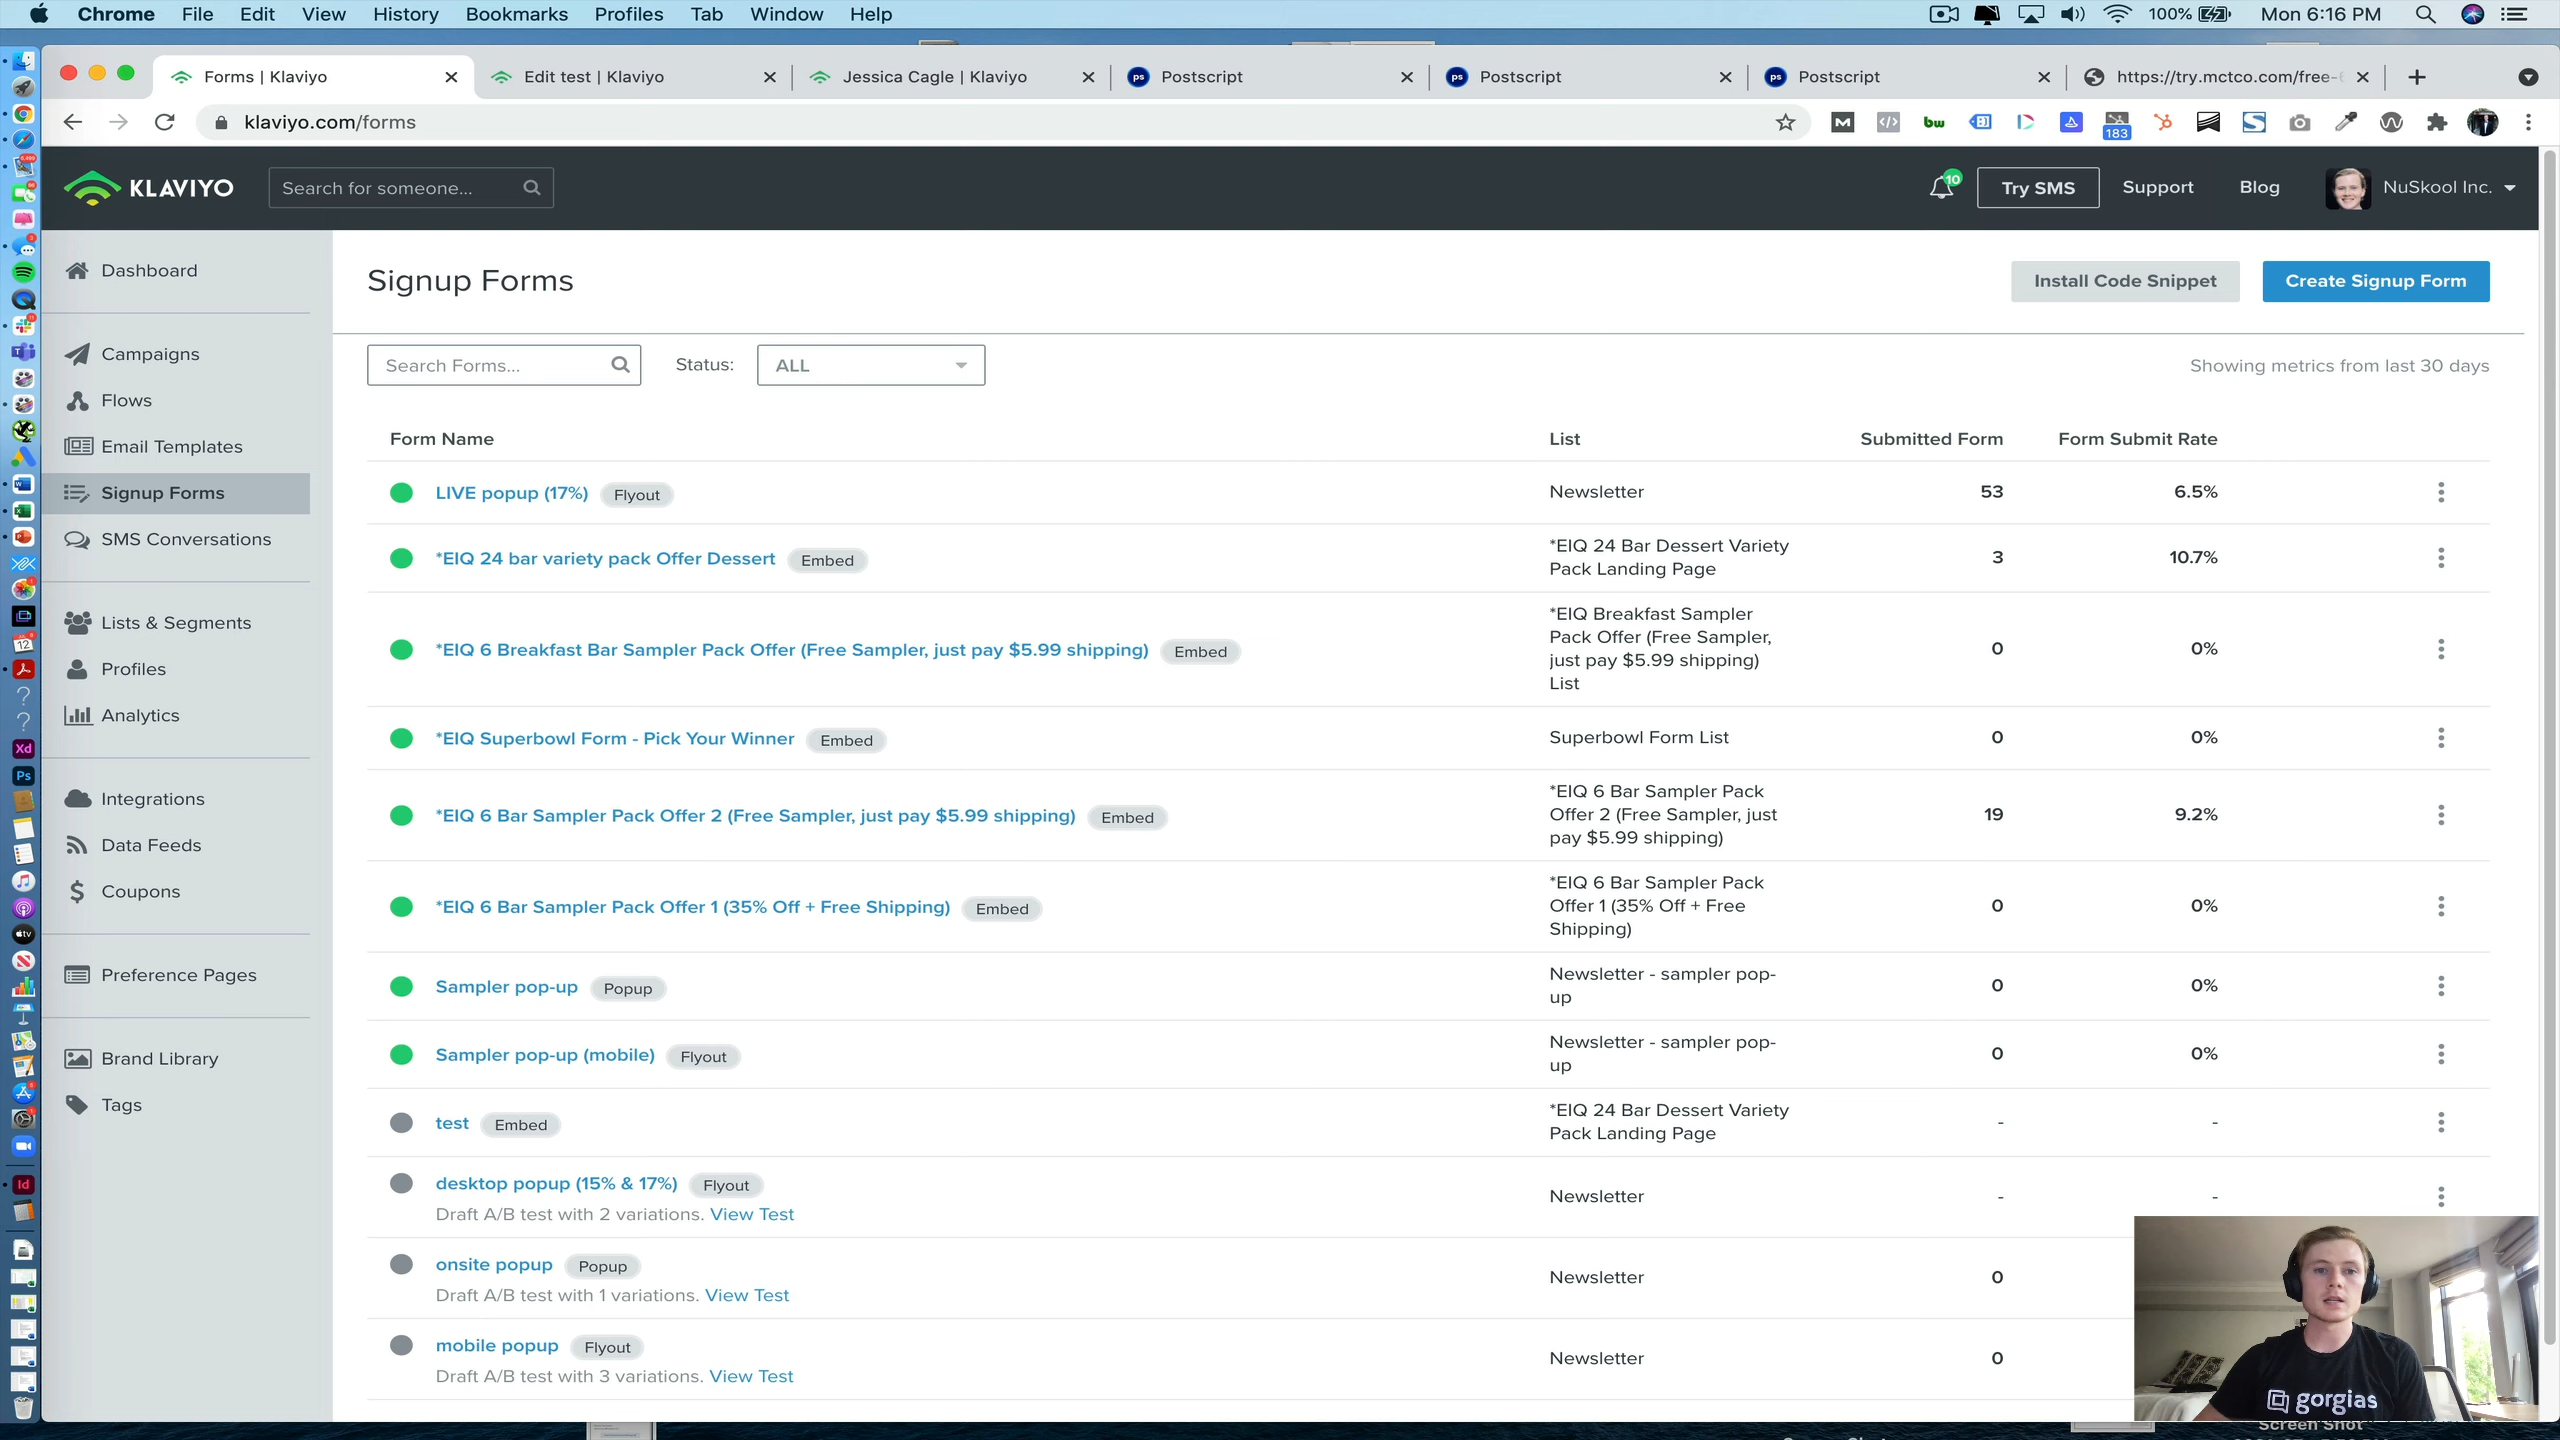 Chrome File Edit View History Bookmarks Profiles Tab Window Help 100% Mon 6:16 PM
Forms | Klaviyo Edit test | Klaviyo Jessica Cagle | Klaviyo ps Postscript ps Postscript ps Postscript https://try.mctco.com/free-
klaviyo.com/forms bw 183
KLAVIYO Search for someone... 10 Try SMS Support Blog NuSkool Inc.
Dashboard
Campaigns
Flows
Email Templates
Signup Forms
SMS Conversations
Lists & Segments
Profiles
Analytics
Integrations
Data Feeds
Coupons
Preference Pages
Brand Library
Tags
Signup Forms Install Code Snippet Create Signup Form
Search Forms... Status: ALL Showing metrics from last 30 days
Form Name List Submitted Form Form Submit Rate
LIVE popup (17%) Flyout Newsletter 53 6.5%
*EIQ 24 bar variety pack Offer Dessert Embed *EIQ 24 Bar Dessert Variety 3 10.7%
Pack Landing Page
*EIQ 6 Breakfast Bar Sampler Pack Offer (Free Sampler, just pay $5.99 shipping) Embed *EIQ Breakfast Sampler 0 0%
Pack Offer (Free Sampler,
just pay $5.99 shipping)
List
*EIQ Superbowl Form - Pick Your Winner Embed Superbowl Form List 0 0%
*EIQ 6 Bar Sampler Pack Offer 2 (Free Sampler, just pay $5.99 shipping) Embed *EIQ 6 Bar Sampler Pack 19 9.2%
Offer 2 (Free Sampler, just
pay $5.99 shipping)
*EIQ 6 Bar Sampler Pack Offer 1 (35% Off + Free Shipping) Embed *EIQ 6 Bar Sampler Pack 0 0%
Offer 1 (35% Off + Free
Shipping)
Sampler pop-up Popup Newsletter - sampler pop- 0 0%
up
Sampler pop-up (mobile) Flyout Newsletter - sampler pop- 0 0%
up
test Embed *EIQ 24 Bar Dessert Variety - -
Pack Landing Page
desktop popup (15% & 17%) Flyout Newsletter - -
Draft A/B test with 2 variations. View Test
onsite popup Popup Newsletter 0
Draft A/B test with 1 variations. View Test
mobile popup Flyout Newsletter 0
Draft A/B test with 3 variations. View Test
gorgias
Screen Shot
Xd
Ps
Id
tv